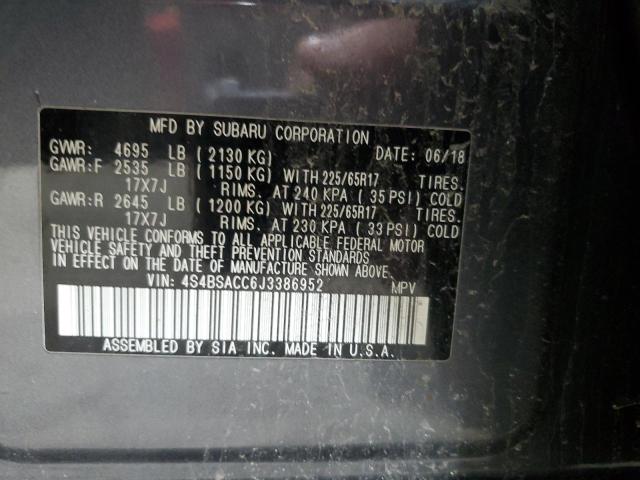 MFD BY SUBARU CORPORATION
GVWR: 4695 LB ( 2130 KG) DATE: 06/18
GAWR:F 2535 LB ( 1150 KG) WITH 225/65R17 TIRES.
17X7J RIMS. AT 240 KPA ( 35 PSI) COLD
GAWR:R 2645 LB ( 1200 KG) WITH 225/65R17 TIRES.
17X7J RIMS. AT 230 KPA ( 33 PSI) COLD
THIS VEHICLE CONFORMS TO ALL APPLICABLE FEDERAL MOTOR
VEHICLE SAFETY AND THEFT PREVENTION STANDARDS
IN EFFECT ON THE DATE OF MANUFACTURE SHOWN ABOVE.
VIN: 4S4BSACC6J3386952 MPV
ASSEMBLED BY SIA INC. MADE IN U.S.A.